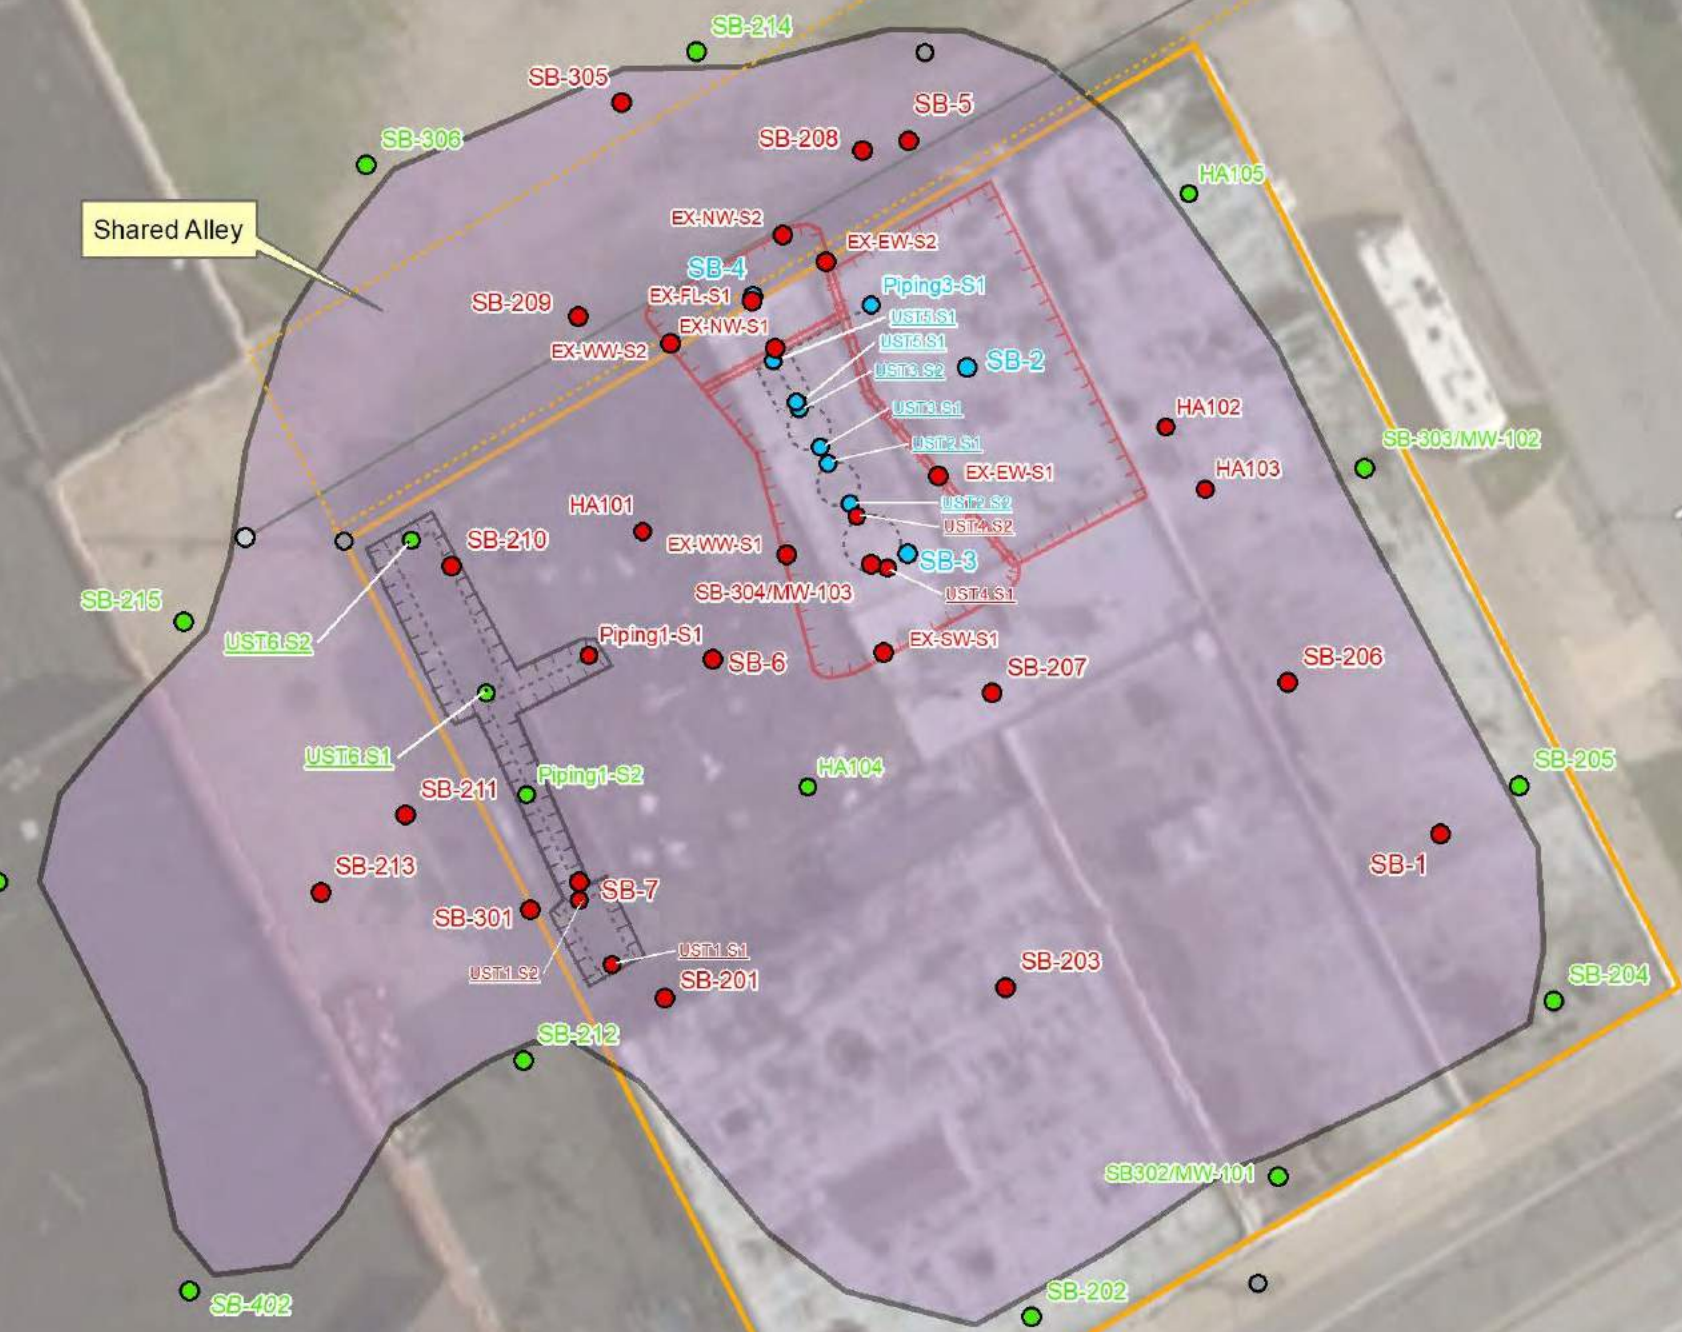 SB-214
SB-305
SB-5
SB-208
SB-306
HA105
Shared Alley
EX-NW-S2
EX-EW-S2
SB-4
Piping3-S1
EX-FL-S1
SB-209
UST5.S1
EX-NW-S1
UST5.S1
EX-WW-S2
SB-2
UST3.S2
UST3.S1
HA102
SB-303/MW-102
UST2.S1
HA103
EX-EW-S1
HA101
UST2.S2
UST4.S2
SB-210
EX-WW-S1
SB-3
SB-304/MW-103
UST4.S1
SB-215
UST6.S2
Piping1-S1
EX-SW-S1
SB-6
SB-207
SB-206
UST6.S1
Piping1-S2
HA104
SB-205
SB-211
SB-213
SB-1
SB-7
SB-301
UST1.S1
UST1.S2
SB-201
SB-203
SB-204
SB-212
SB302/MW-101
SB-402
SB-202